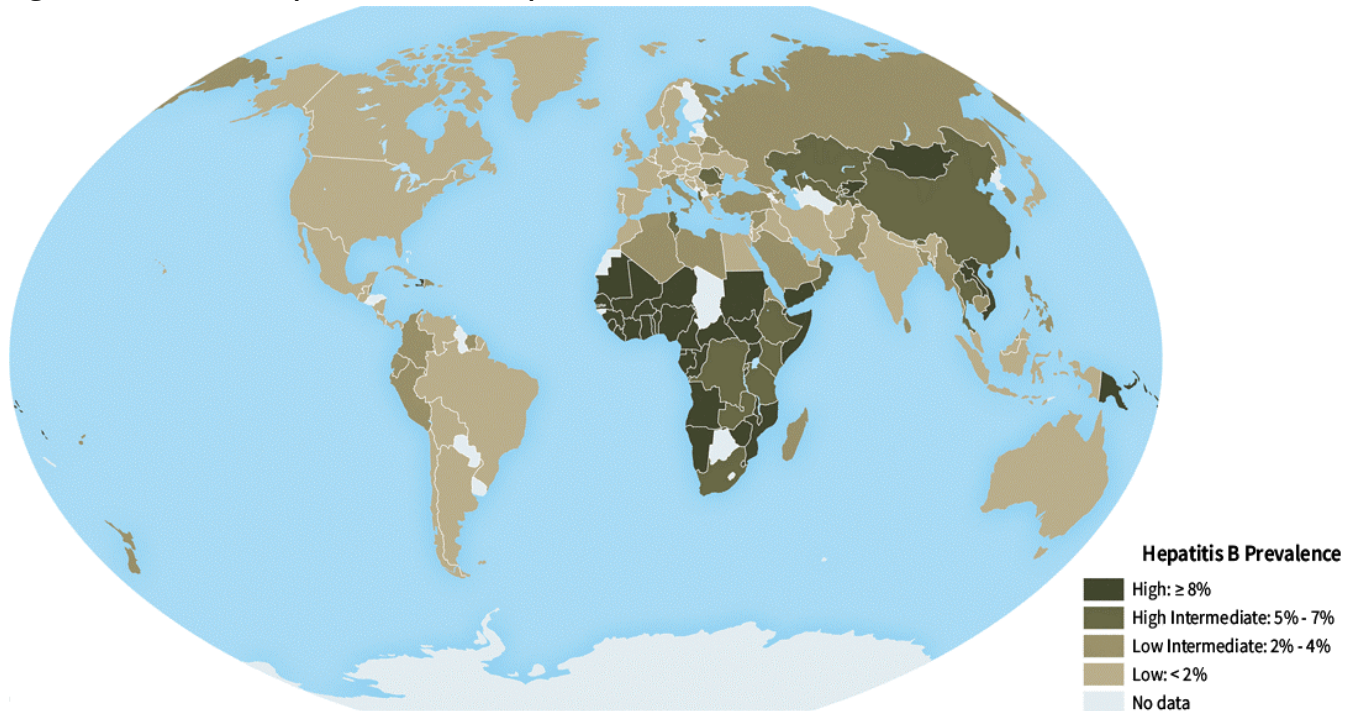 Hepatitis B Prevalence
High: ≥ 8%
High Intermediate: 5% - 7%
Low Intermediate: 2% - 4%
Low: < 2%
No data